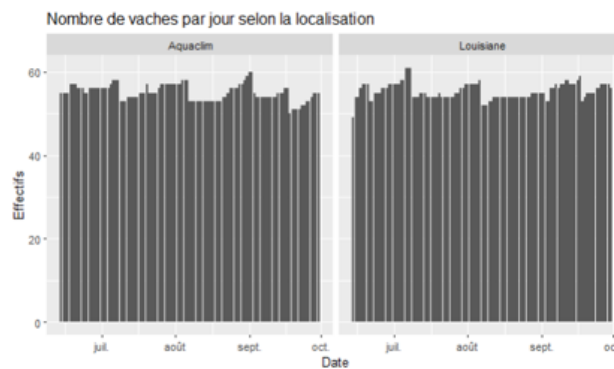 Nombre de vaches par jour selon la localisation
Aquaclim Louisiane
60
40
20
0
Effectifs
juil. août sept. oct. juil. août sept. oc
Date